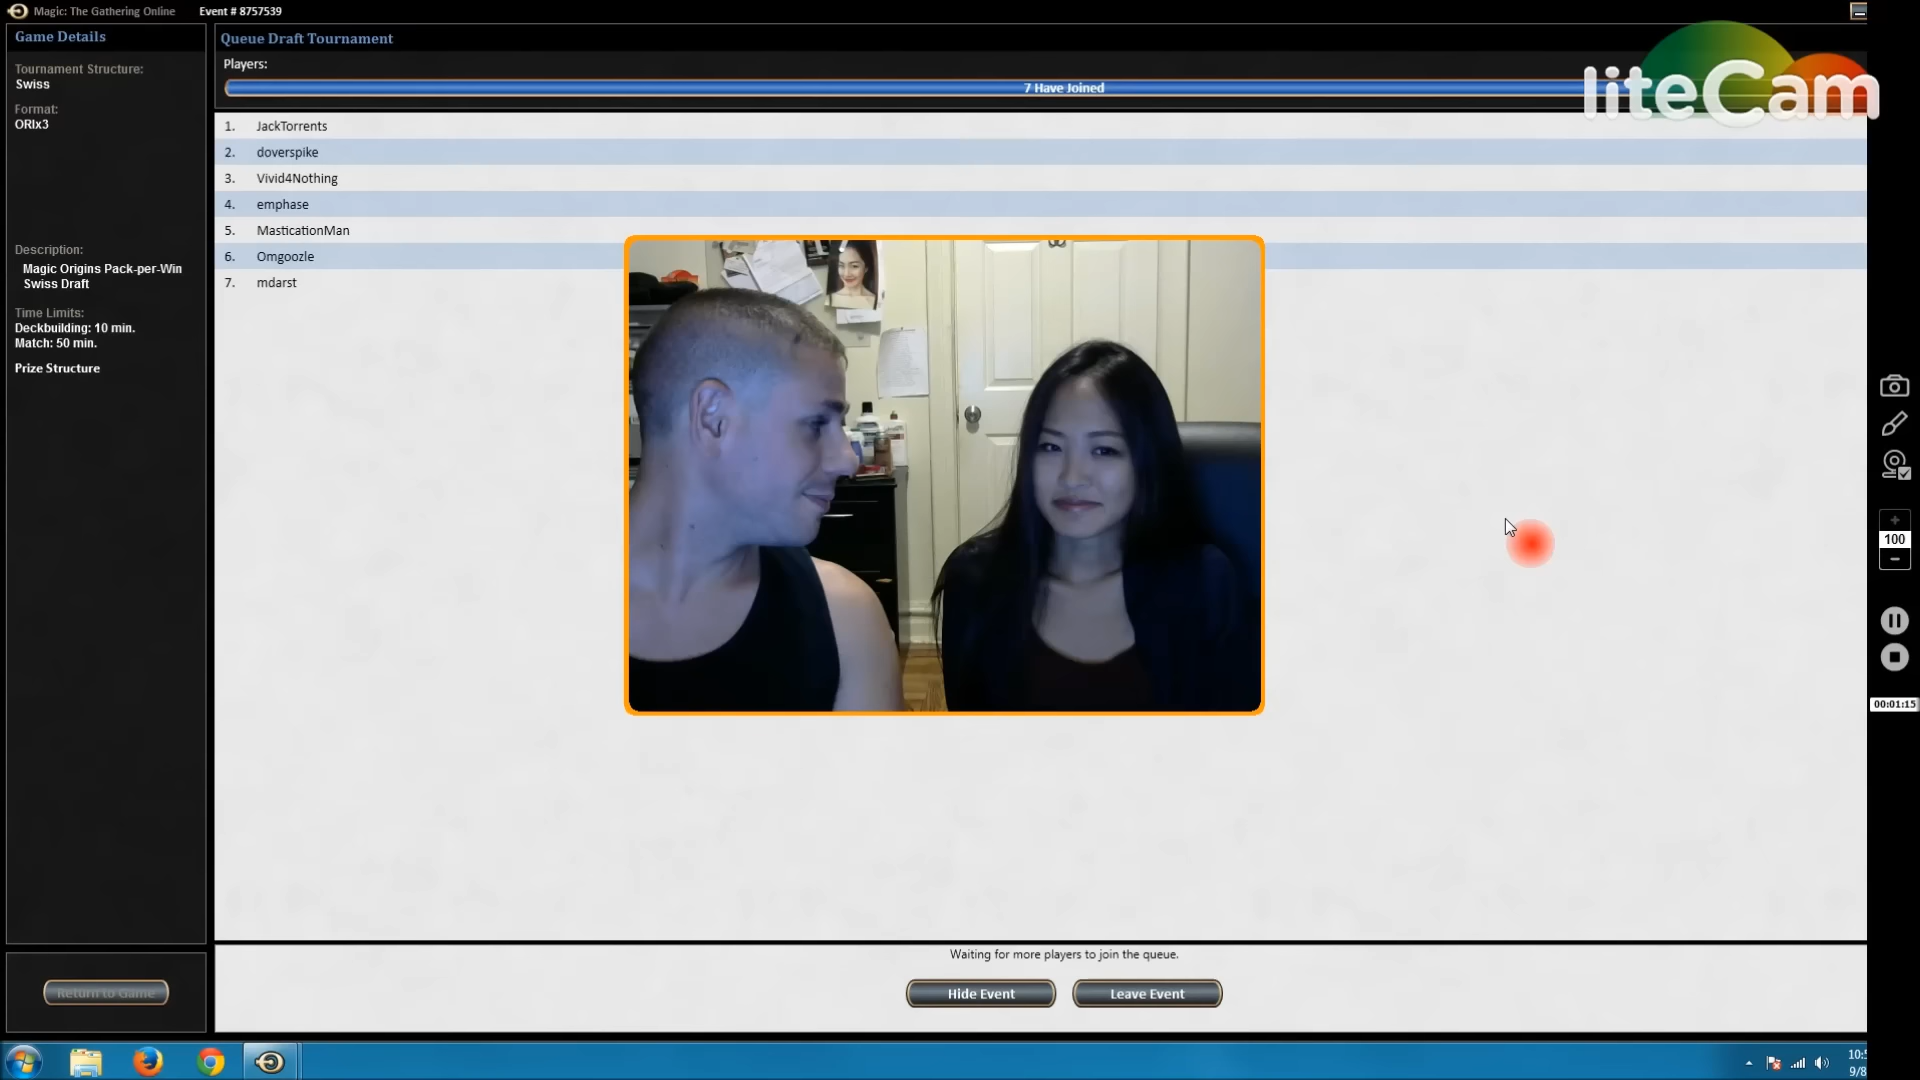 Magic: The Gathering Online
Event # 8757539
Game Details
Tournament Structure:
Swiss
Format:
ORIx3
Description:
Magic Origins Pack-per-Win
Swiss Draft
Time Limits:
Deckbuilding: 10 min.
Match: 50 min.
Prize Structure
Return to Game
Queue Draft Tournament
Players:
7 Have Joined
1. JackTorrents
2. doverspike
3. Vivid4Nothing
4. emphase
5. MasticationMan
6. Omgoozle
7. mdarst
Waiting for more players to join the queue.
Hide Event
Leave Event
liteCam
100
00:01:15